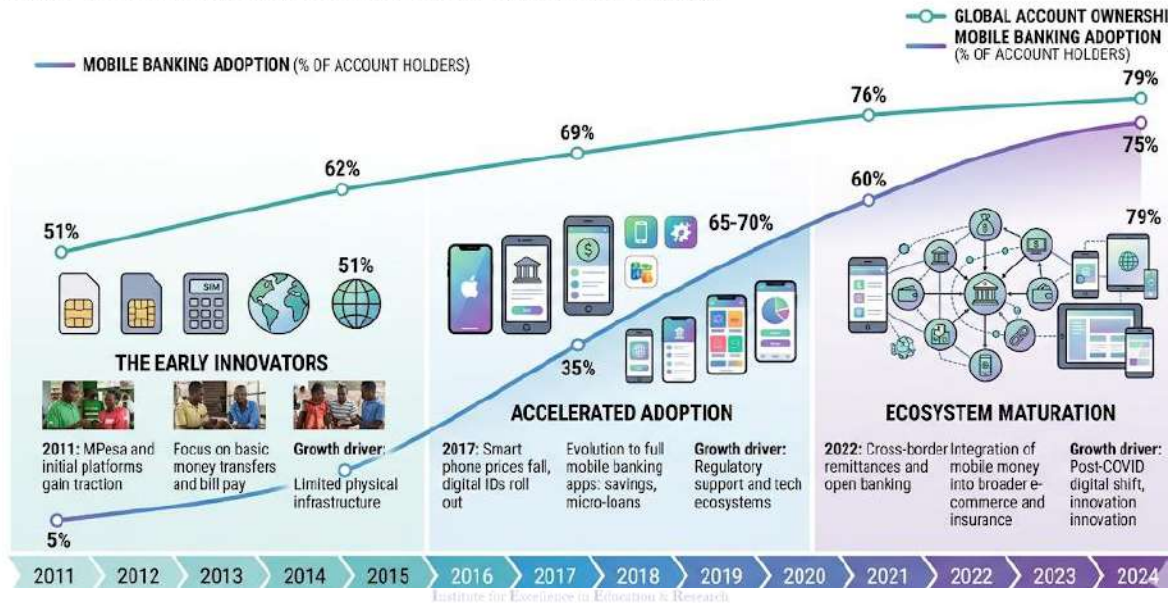 GLOBAL ACCOUNT OWNERSHI
MOBILE BANKING ADOPTION
(% OF ACCOUNT HOLDERS)
MOBILE BANKING ADOPTION (% OF ACCOUNT HOLDERS)
79%
76%
75%
69%
62%
60%
51%
65-70%
79%
51%
SIM
$
35%
THE EARLY INNOVATORS
2011: MPesa and
initial platforms
gain traction
Focus on basic
money transfers
and bill pay
Growth driver:
Limited physical
infrastructure
5%
ACCELERATED ADOPTION
2017: Smart
phone prices fall,
digital IDs roll
out
Evolution to full
mobile banking
apps: savings,
micro-loans
Growth driver:
Regulatory
support and tech
ecosystems
ECOSYSTEM MATURATION
2022: Cross-border
remittances and
open banking
Integration of
mobile money
into broader e-
commerce and
insurance
Growth driver:
Post-COVID
digital shift,
innovation
innovation
2011 2012 2013 2014 2015 2016 2017 2018 2019 2020 2021 2022 2023 2024
Institute for Excellence in Education & Research